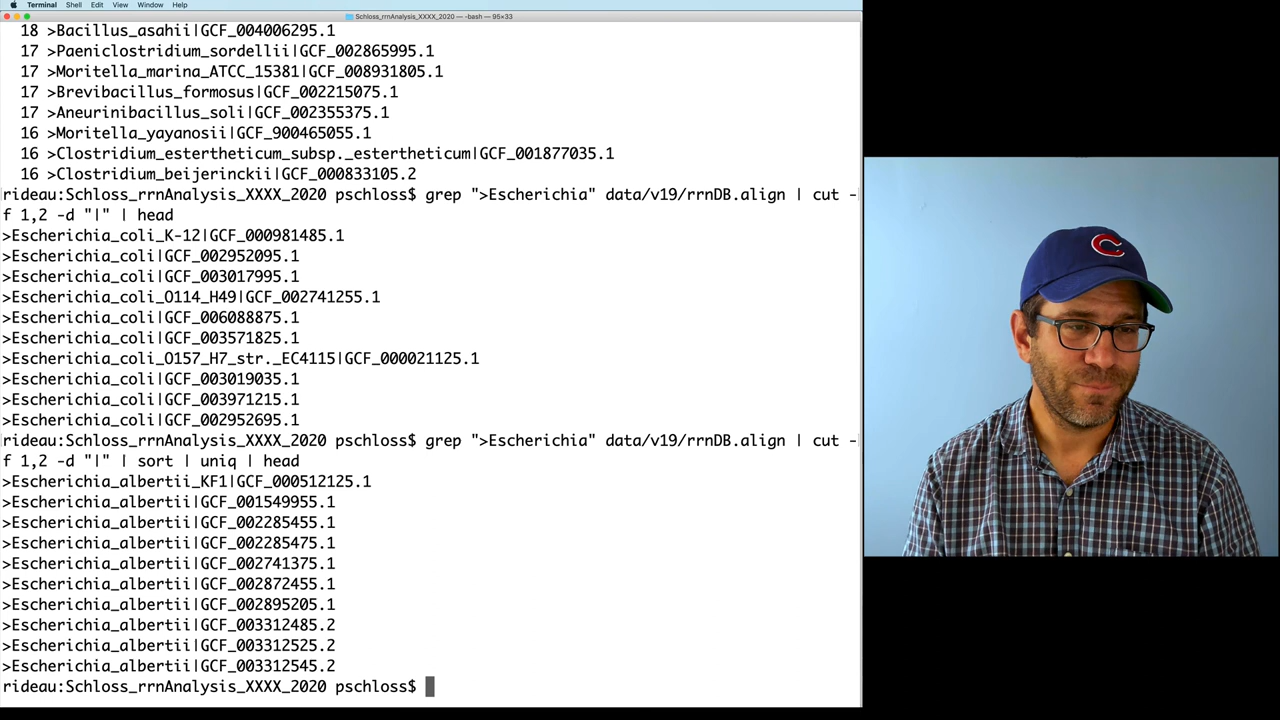 Terminal Shell Edit View Window Help
Schloss_rrnAnalysis_XXXX_2020 — -bash — 95×33
18 >Bacillus_asahii|GCF_004006295.1
17 >Paeniclostridium_sordellii|GCF_002865995.1
17 >Moritella_marina_ATCC_15381|GCF_008931805.1
17 >Brevibacillus_formosus|GCF_002215075.1
17 >Aneurinibacillus_soli|GCF_002355375.1
16 >Moritella_yayanosii|GCF_900465055.1
16 >Clostridium_estertheticum_subsp._estertheticum|GCF_001877035.1
16 >Clostridium_beijerinckii|GCF_000833105.2
rideau:Schloss_rrnAnalysis_XXXX_2020 pschloss$ grep ">Escherichia" data/v19/rrnDB.align | cut -
f 1,2 -d "|" | head
>Escherichia_coli_K-12|GCF_000981485.1
>Escherichia_coli|GCF_002952095.1
>Escherichia_coli|GCF_003017995.1
>Escherichia_coli_O114_H49|GCF_002741255.1
>Escherichia_coli|GCF_006088875.1
>Escherichia_coli|GCF_003571825.1
>Escherichia_coli_O157_H7_str._EC4115|GCF_000021125.1
>Escherichia_coli|GCF_003019035.1
>Escherichia_coli|GCF_003971215.1
>Escherichia_coli|GCF_002952695.1
rideau:Schloss_rrnAnalysis_XXXX_2020 pschloss$ grep ">Escherichia" data/v19/rrnDB.align | cut -
f 1,2 -d "|" | sort | uniq | head
>Escherichia_albertii_KF1|GCF_000512125.1
>Escherichia_albertii|GCF_001549955.1
>Escherichia_albertii|GCF_002285455.1
>Escherichia_albertii|GCF_002285475.1
>Escherichia_albertii|GCF_002741375.1
>Escherichia_albertii|GCF_002872455.1
>Escherichia_albertii|GCF_002895205.1
>Escherichia_albertii|GCF_003312485.2
>Escherichia_albertii|GCF_003312525.2
>Escherichia_albertii|GCF_003312545.2
rideau:Schloss_rrnAnalysis_XXXX_2020 pschloss$
C